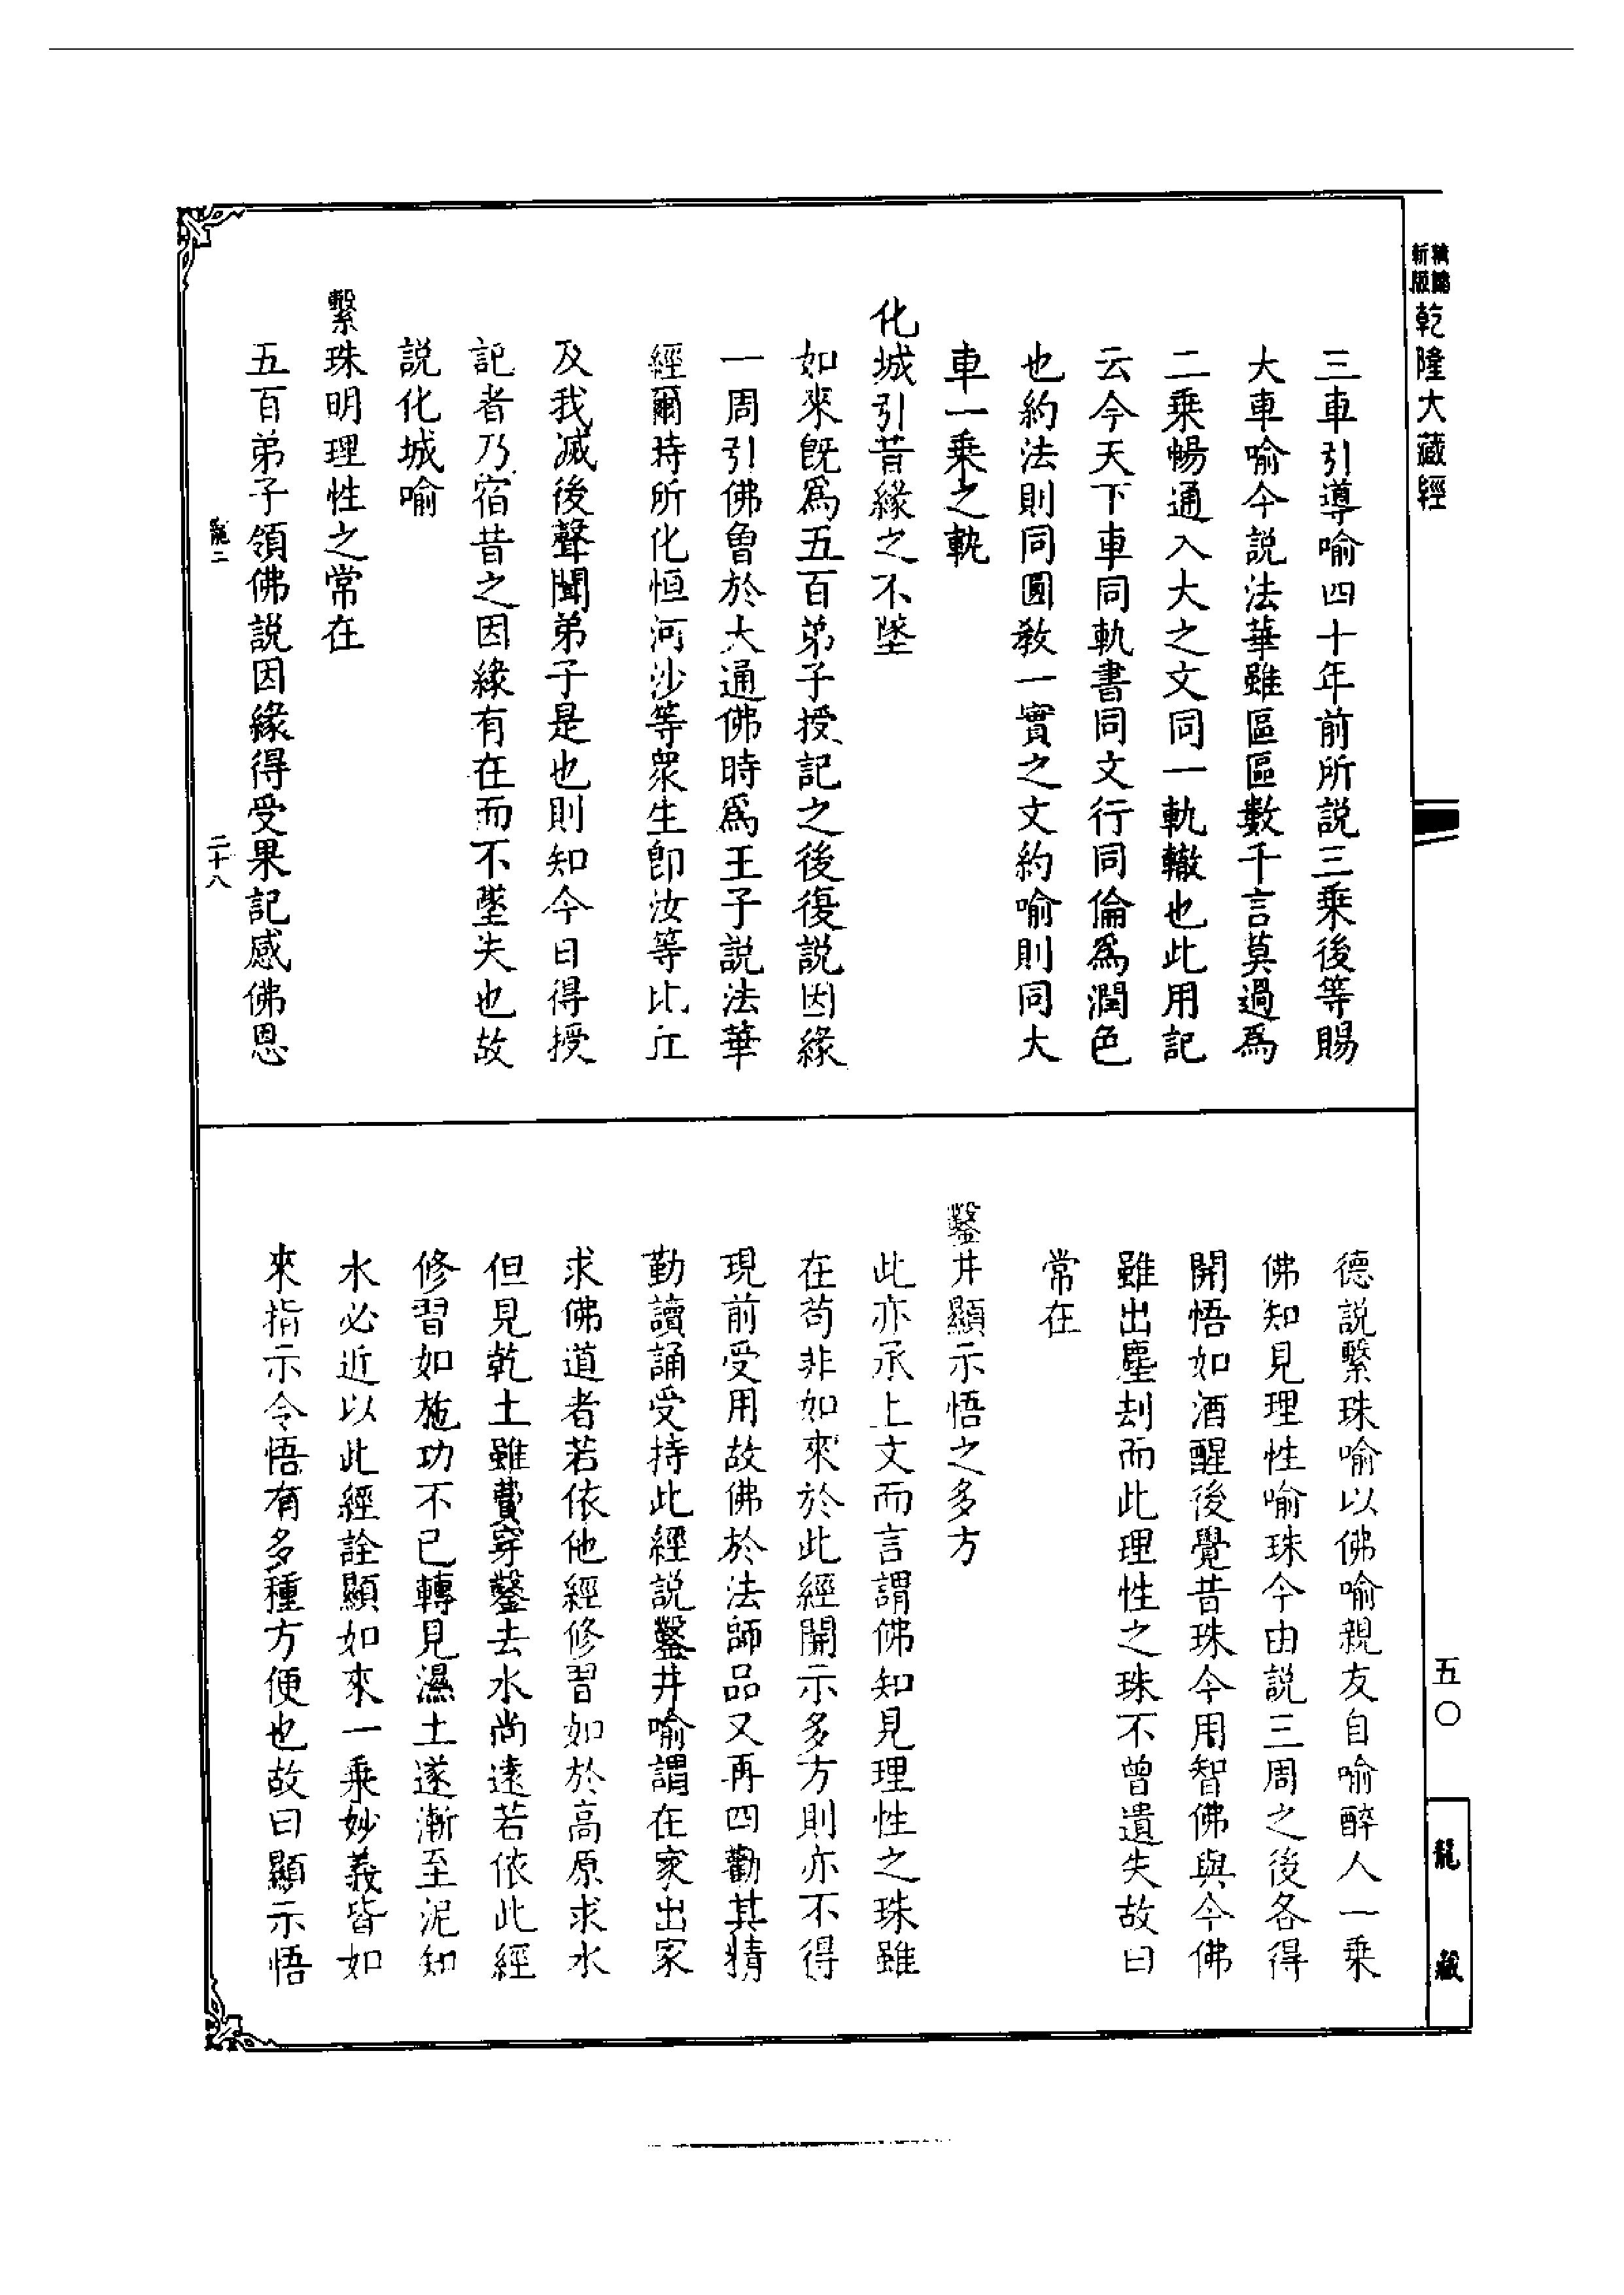 新版
乾隆大藏經
三車引導喻四十年前所説三乘後等賜
大車喻今説法華雖區區數千言莫過爲
二乘暢通入大之文同一軌轍也此用記
云今天下車同軌書同文行同倫爲潤色
也約法則同圓教一實之文約喻則同大
車一乘之軌
化城引昔緣之不墜
如來既爲五百弟子授記之後復説因緣
一周引佛曾於大通佛時爲王子説法華
經爾時所化恒河沙等眾生即汝等比丘
及我滅後聲聞弟子是也則知今日得授
記者乃宿昔之因緣有在而不墜失也故
説化城喻
繫珠明理性之常在
五百弟子領佛説因緣得受果記感佛恩
龍二
二十八
德説繫珠喻以佛喻親友自喻醉人一乘
佛知見理性喻珠今由説三周之後各得
開悟如酒醒後覺昔珠今用智佛與今佛
雖出塵刦而此理性之珠不曾遺失故曰
常在
鑿井顯示悟之多方
此亦承上文而言謂佛知見理性之珠雖
在苟非如來於此經開示多方則亦不得
現前受用故佛於法師品又再四勸其精
勤讀誦受持此經説鑿井喻謂在家出家
求佛道者若依他經修習如於高原求水
但見乾土雖費穿鑿去水尚遠若依此經
修習如施功不已轉見濕土遂漸至泥知
水必近以此經詮顯如來一乘妙義皆如
來指示令悟有多種方便也故曰顯示悟
五〇
龍藏